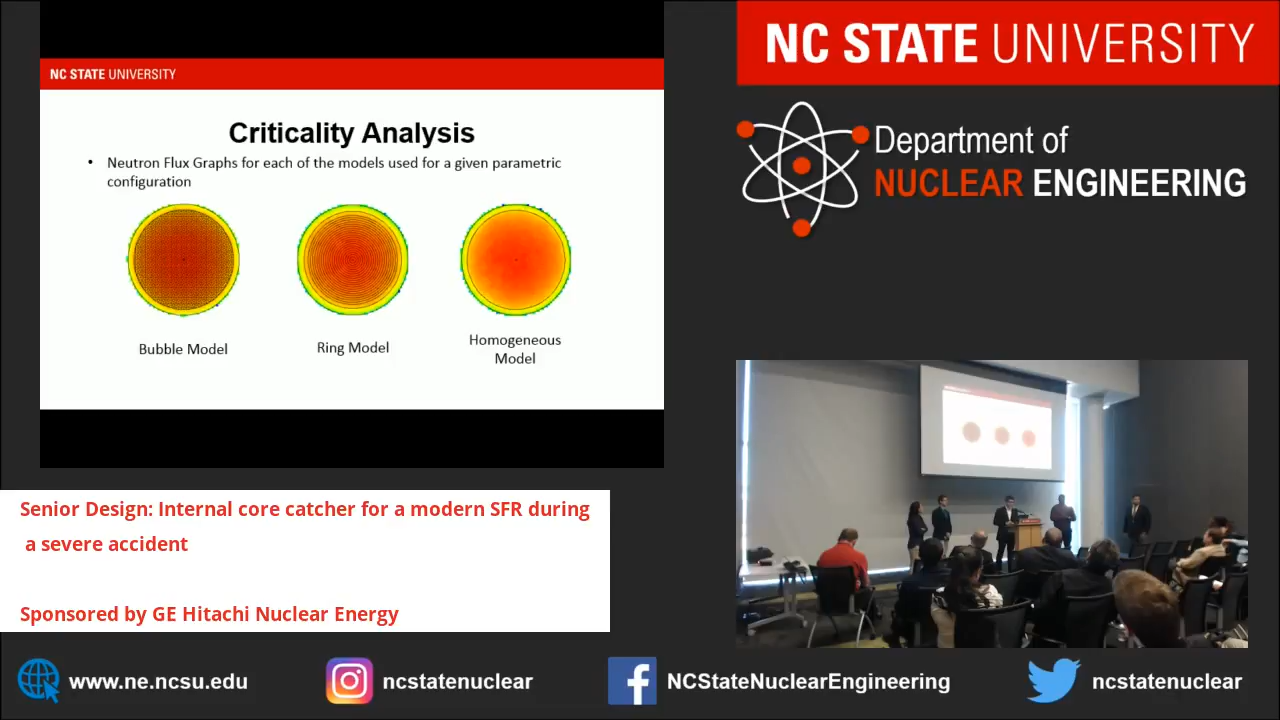 NC STATE UNIVERSITY
Criticality Analysis
• Neutron Flux Graphs for each of the models used for a given parametric
configuration
Bubble Model
Ring Model
Homogeneous
Model
NC STATE UNIVERSITY
Department of
NUCLEAR ENGINEERING
Senior Design: Internal core catcher for a modern SFR during
a severe accident
Sponsored by GE Hitachi Nuclear Energy
www.ne.ncsu.edu
ncstatenuclear
NCStateNuclearEngineering
ncstatenuclear